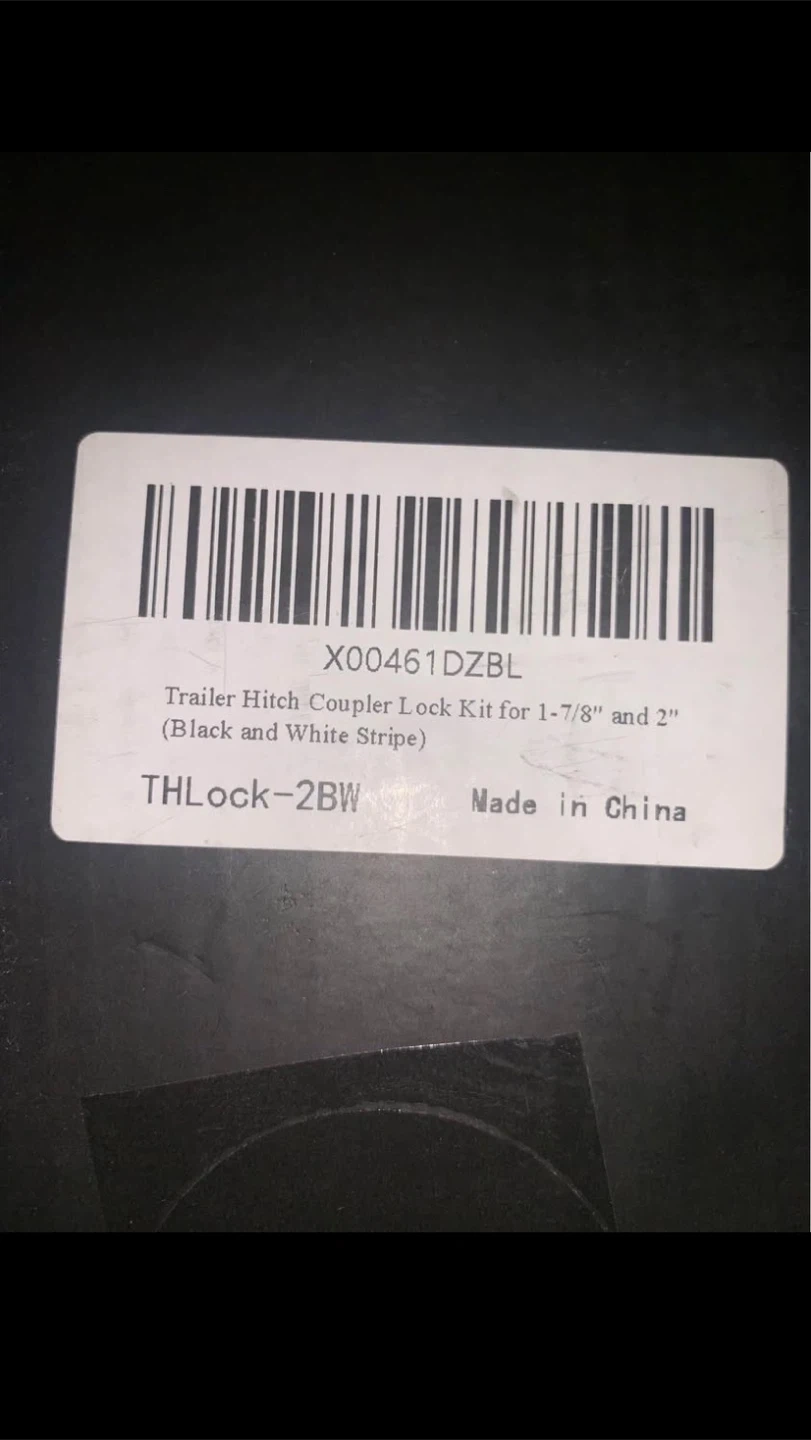 X00461DZBL
Trailer Hitch Coupler Lock Kit for 1-7/8" and 2"
(Black and White Stripe)
THLock-2BW Made in China